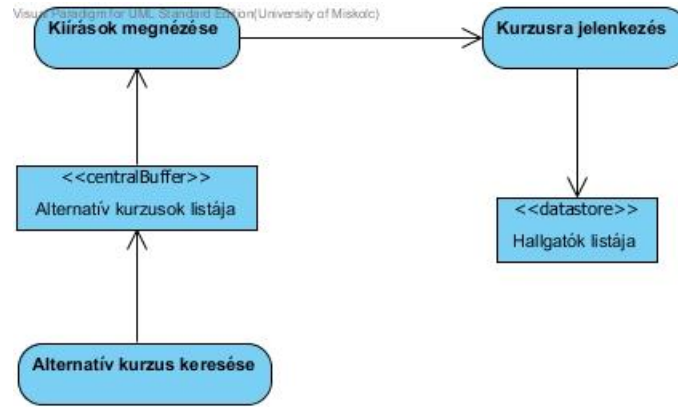 Visual Paradigm for UML Standard Edition(University of Miskolc)
Kiírások megnézése
Kurzusra jelenkezés
<<centralBuffer>>
Alternatív kurzusok listája
<<datastore>>
Hallgatók listája
Alternatív kurzus keresése